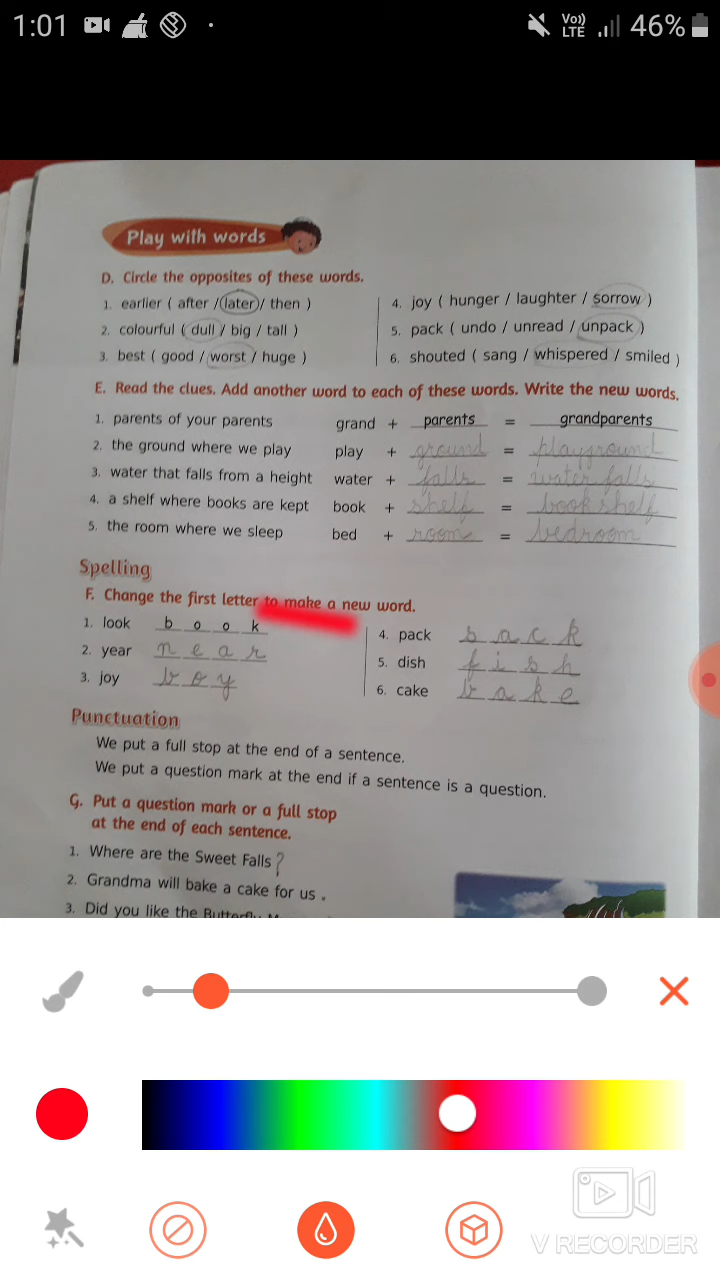 1:01 Vo)) LTE 46%
Play with words
D. Circle the opposites of these words.
1. earlier ( after / later / then )
2. colourful ( dull / big / tall )
3. best ( good / worst / huge )
4. joy ( hunger / laughter / sorrow )
5. pack ( undo / unread / unpack )
6. shouted ( sang / whispered / smiled )
E. Read the clues. Add another word to each of these words. Write the new words.
1. parents of your parents grand + parents = grandparents
2. the ground where we play play + ground = playground
3. water that falls from a height water + falls = water falls
4. a shelf where books are kept book + shelf = book shelf
5. the room where we sleep bed + room = bedroom
Spelling
F. Change the first letter to make a new word.
1. look b o o k
2. year n e a r
3. joy b o y
4. pack s a c k
5. dish f i s h
6. cake b a k e
Punctuation
We put a full stop at the end of a sentence.
We put a question mark at the end if a sentence is a question.
G. Put a question mark or a full stop
at the end of each sentence.
1. Where are the Sweet Falls?
2. Grandma will bake a cake for us .
3. Did you like the
V RECORDER